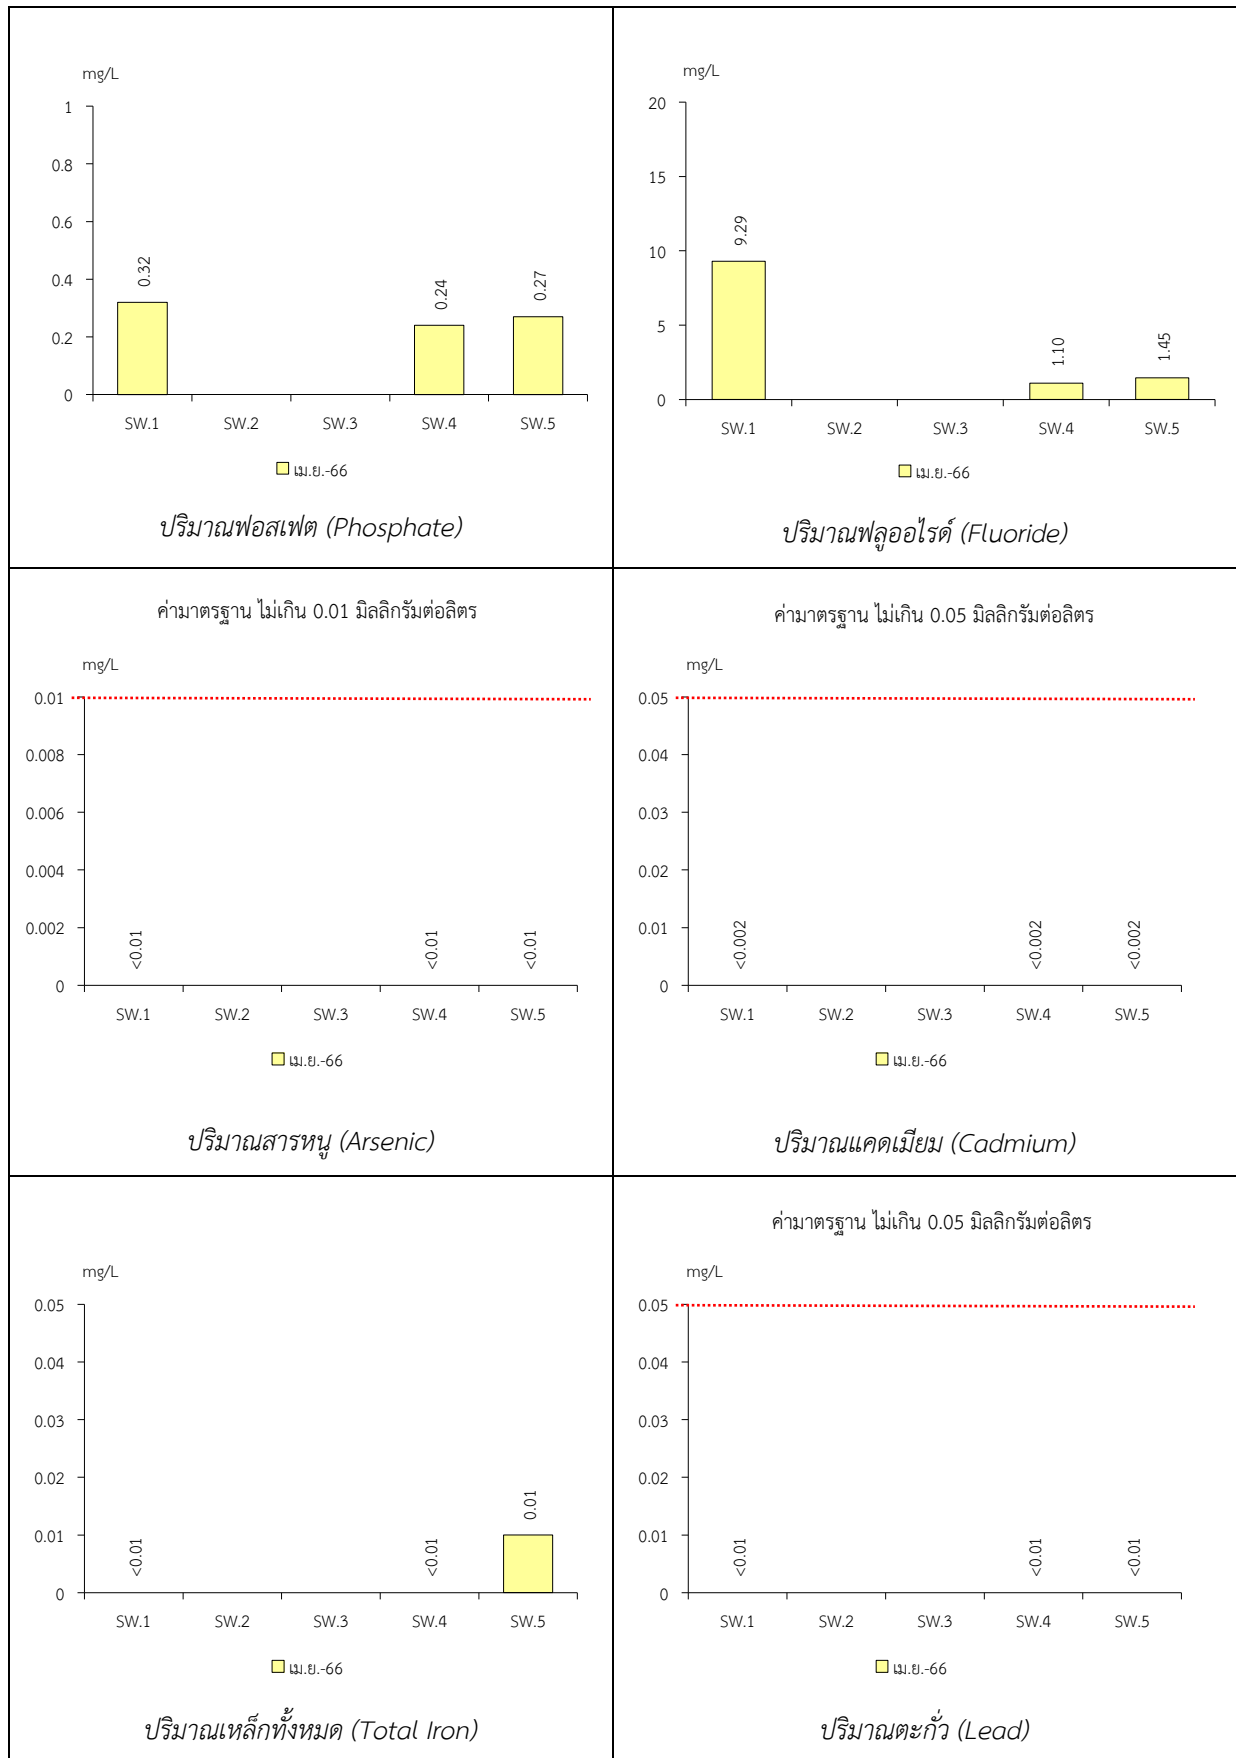 mg/L
1
0.8
0.6
0.4
0.2
0
0.32
0.24
0.27
SW.1 SW.2 SW.3 SW.4 SW.5
เม.ย.-66
ปริมาณฟอสเฟต (Phosphate)
mg/L
20
15
10
5
0
9.29
1.10
1.45
SW.1 SW.2 SW.3 SW.4 SW.5
เม.ย.-66
ปริมาณฟลูออไรด์ (Fluoride)
ค่ามาตรฐาน ไม่เกิน 0.01 มิลลิกรัมต่อลิตร
mg/L
0.01
0.008
0.006
0.004
0.002
0
<0.01
<0.01
<0.01
SW.1 SW.2 SW.3 SW.4 SW.5
เม.ย.-66
ปริมาณสารหนู (Arsenic)
ค่ามาตรฐาน ไม่เกิน 0.05 มิลลิกรัมต่อลิตร
mg/L
0.05
0.04
0.03
0.02
0.01
0
<0.002
<0.002
<0.002
SW.1 SW.2 SW.3 SW.4 SW.5
เม.ย.-66
ปริมาณแคดเมียม (Cadmium)
mg/L
0.05
0.04
0.03
0.02
0.01
0
<0.01
<0.01
0.01
SW.1 SW.2 SW.3 SW.4 SW.5
เม.ย.-66
ปริมาณเหล็กทั้งหมด (Total Iron)
ค่ามาตรฐาน ไม่เกิน 0.05 มิลลิกรัมต่อลิตร
mg/L
0.05
0.04
0.03
0.02
0.01
0
<0.01
<0.01
<0.01
SW.1 SW.2 SW.3 SW.4 SW.5
เม.ย.-66
ปริมาณตะกั่ว (Lead)